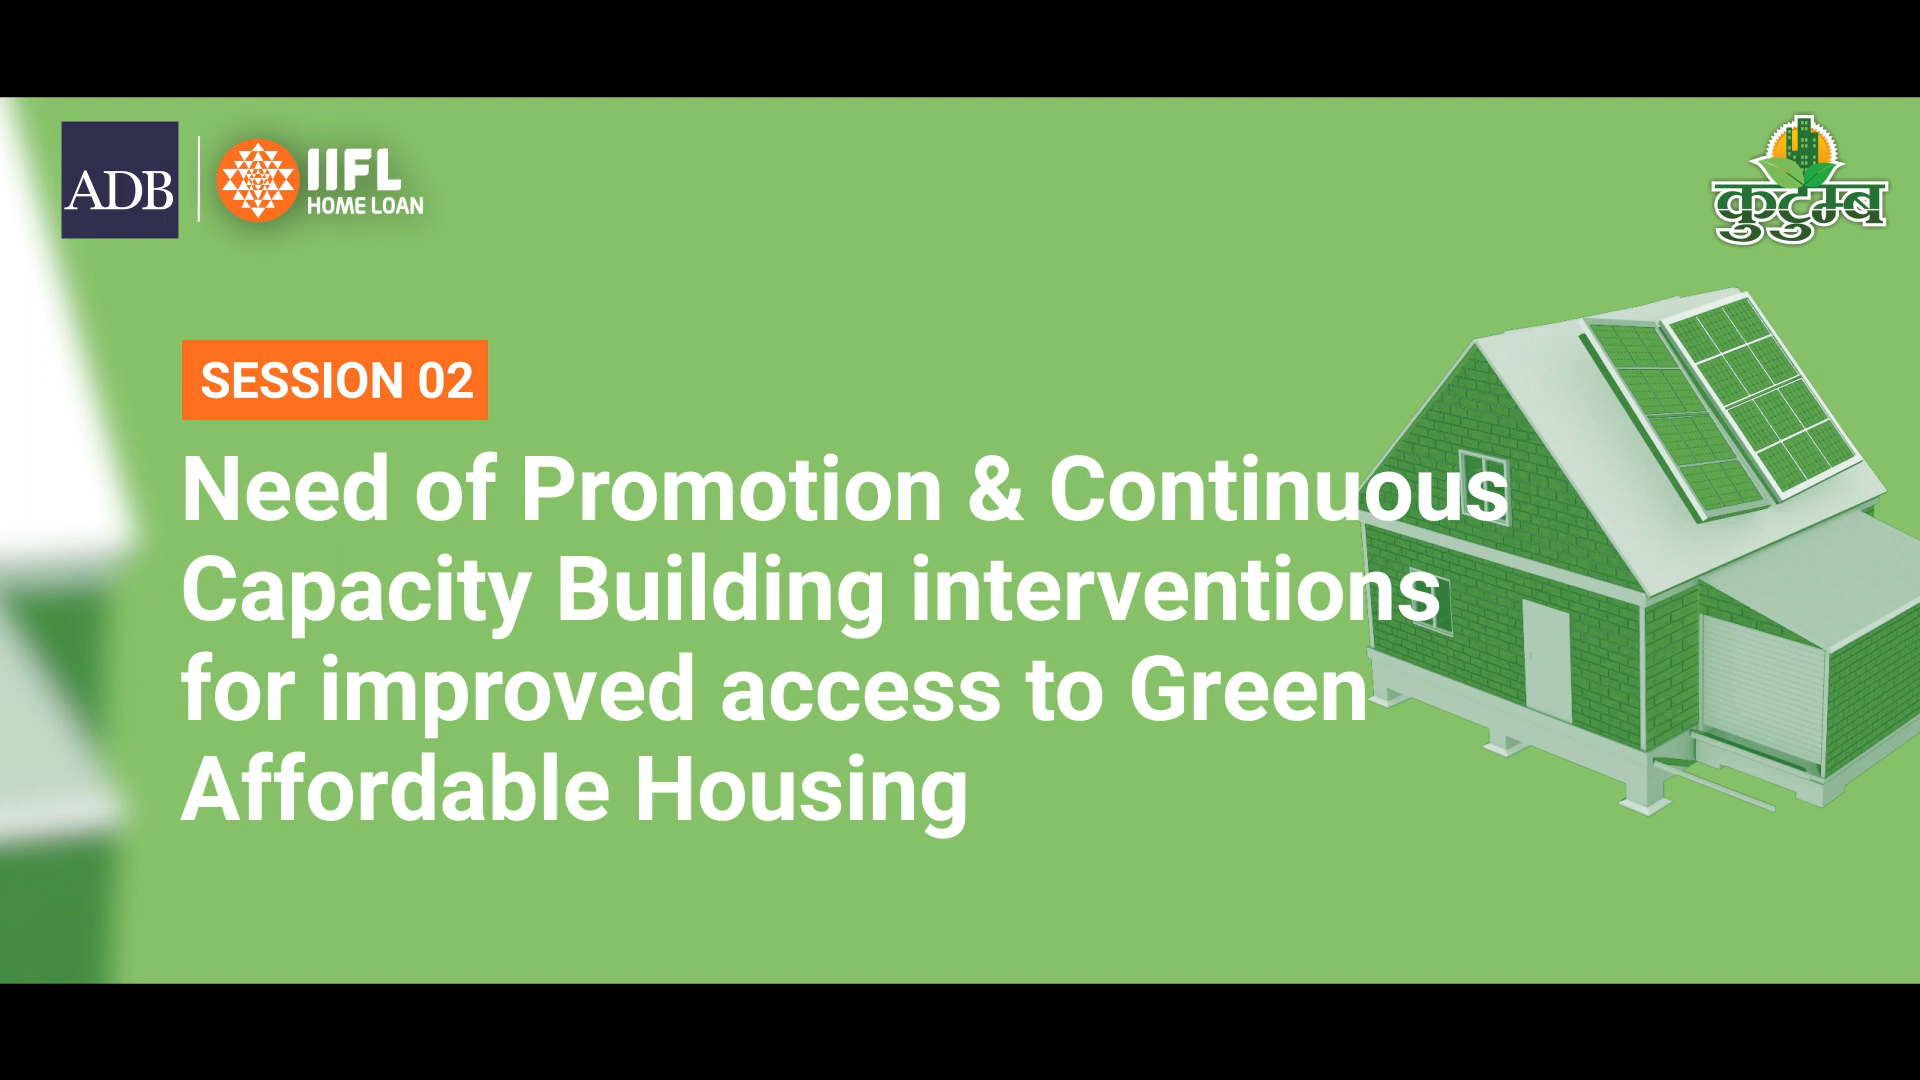 ADB
IIFL
HOME LOAN
कुटुम्ब
SESSION 02
Need of Promotion & Continuous
Capacity Building interventions
for improved access to Green
Affordable Housing